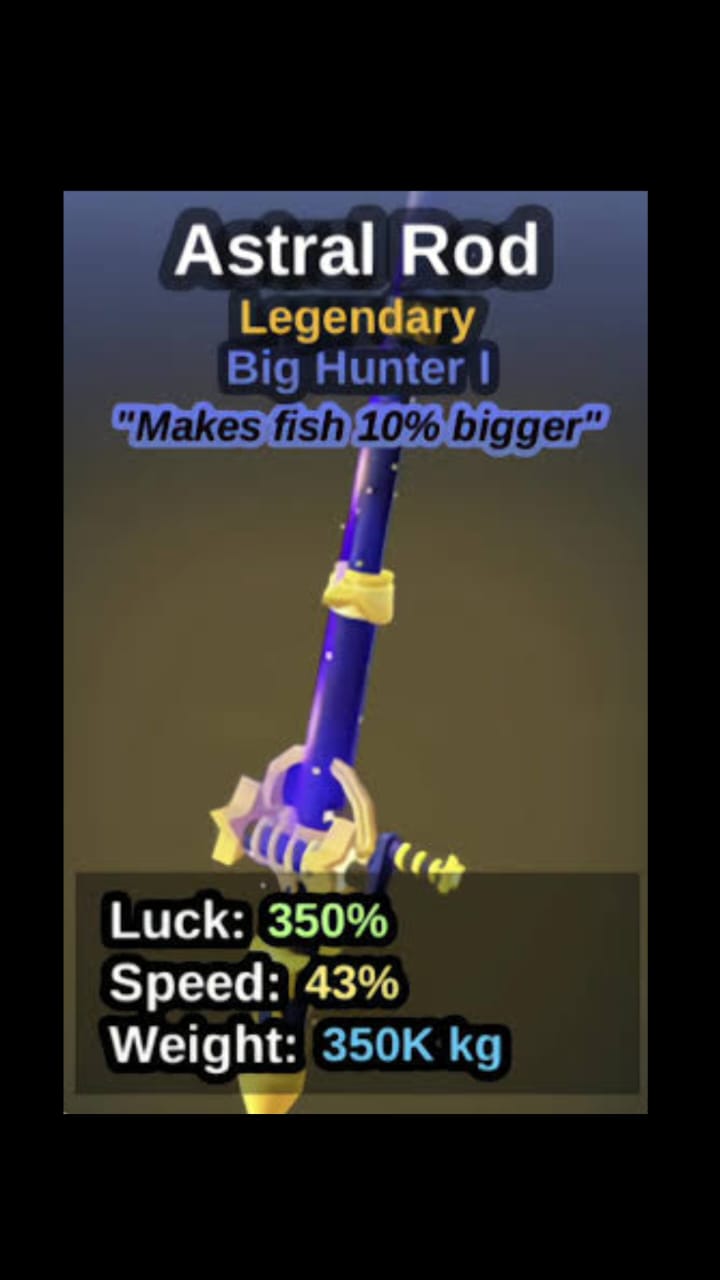 Astral Rod
Legendary
Big Hunter I
"Makes fish 10% bigger"
Luck: 350%
Speed: 43%
Weight: 350K kg